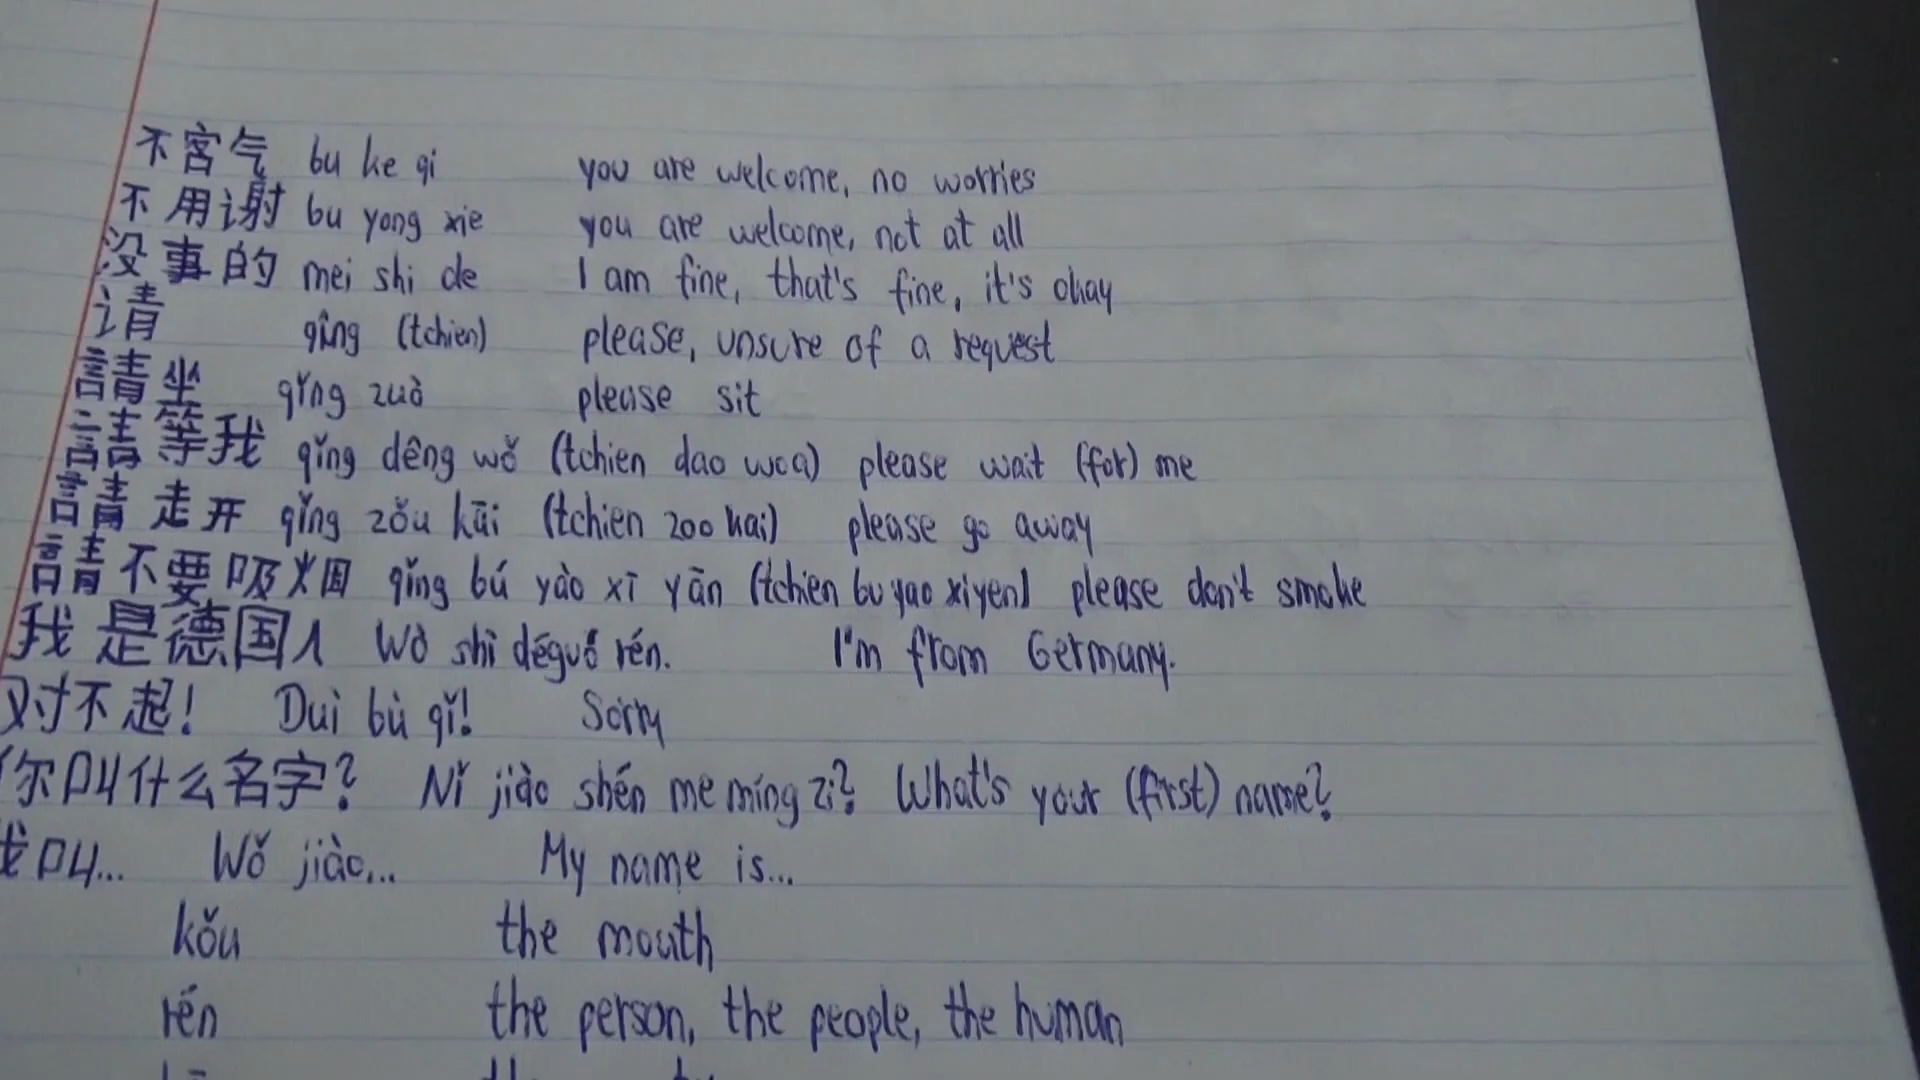 不客气 bu ke qi you are welcome, no worries
不用谢 bu yong xie you are welcome, not at all
没事的 mei shi de I am fine, that's fine, it's okay
请 qîng (tchien) please, unsure of a request
請坐 qǐng zuò please sit
請等我 qǐng dêng wǒ (tchien dao woa) please wait (for) me
請走开 qǐng zǒu kāi (tchien zoo kai) please go away
請不要吸烟 qǐng bú yào xī yān (tchien bu yao xiyen) please don't smoke
我是德国人 Wǒ shì déguó rén. I'm from Germany.
对不起! Duì bù qǐ! Sorry
你叫什么名字? Nǐ jiào shén me míng zì? What's your (first) name?
我叫... Wǒ jiào... My name is...
kǒu the mouth
rén the person, the people, the human